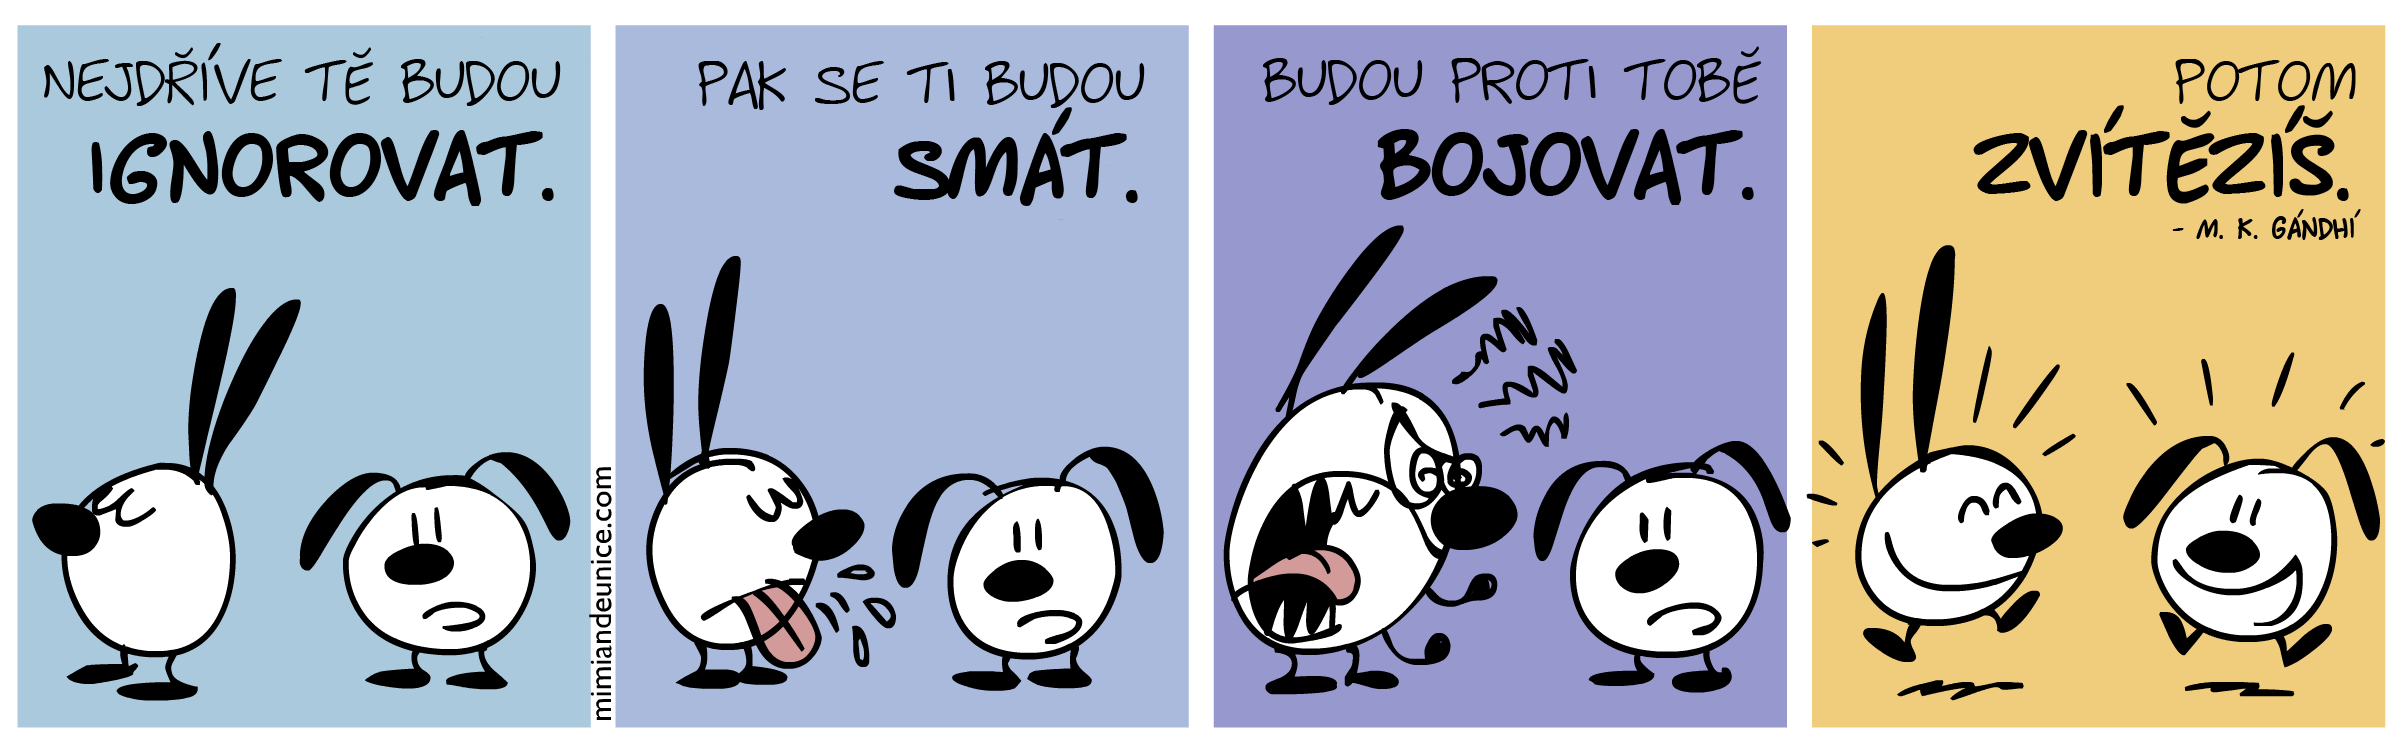 NEJDŘÍVE TĚ BUDOU
IGNOROVAT.
PAK SE TI BUDOU
SMÁT.
BUDOU PROTI TOBĚ
BOJOVAT.
POTOM
ZVÍTĚZÍŠ.
- M. K. GÁNDHÍ
mimiandeunice.com